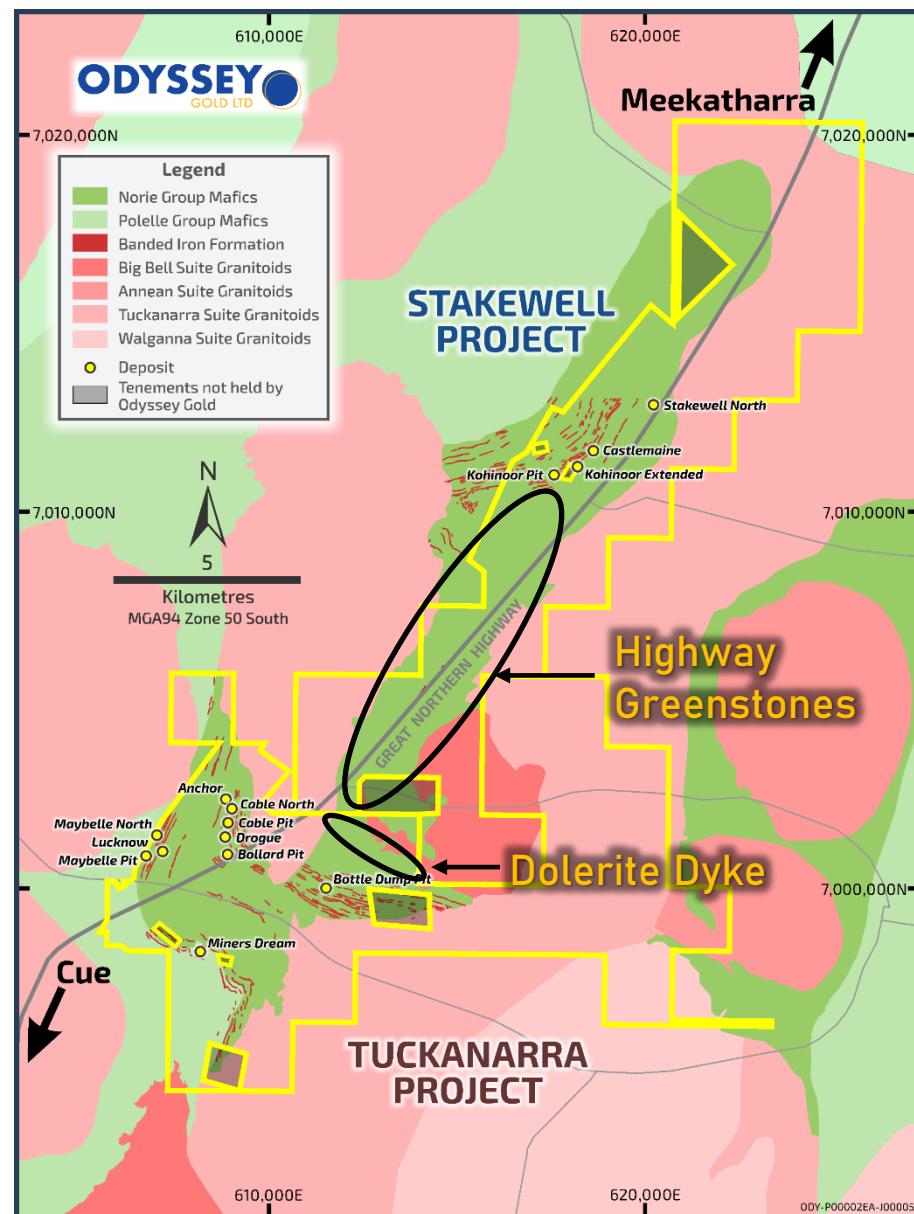 610,000E
620,000E
ODYSSEY
GOLD LTD
Meekatharra
7,020,000N
7,020,000N
Legend
Norie Group Mafics
Polelle Group Mafics
Banded Iron Formation
Big Bell Suite Granitoids
Annean Suite Granitoids
Tuckanarra Suite Granitoids
Walganna Suite Granitoids
Deposit
Tenements not held by
Odyssey Gold
STAKEWELL
PROJECT
Stakewell North
Castlemaine
Kohinoor Pit
Kohinoor Extended
N
7,010,000N
7,010,000N
5
Kilometres
MGA94 Zone 50 South
GREAT NORTHERN HIGHWAY
Highway
Greenstones
Anchor
Cable North
Maybelle North
Cable Pit
Lucknow
Drogue
Maybelle Pit
Bollard Pit
Dolerite Dyke
Bottle Dump Pit
7,000,000N
Miners Dream
Cue
TUCKANARRA
PROJECT
610,000E
620,000E
ODY-P00002EA-J00005